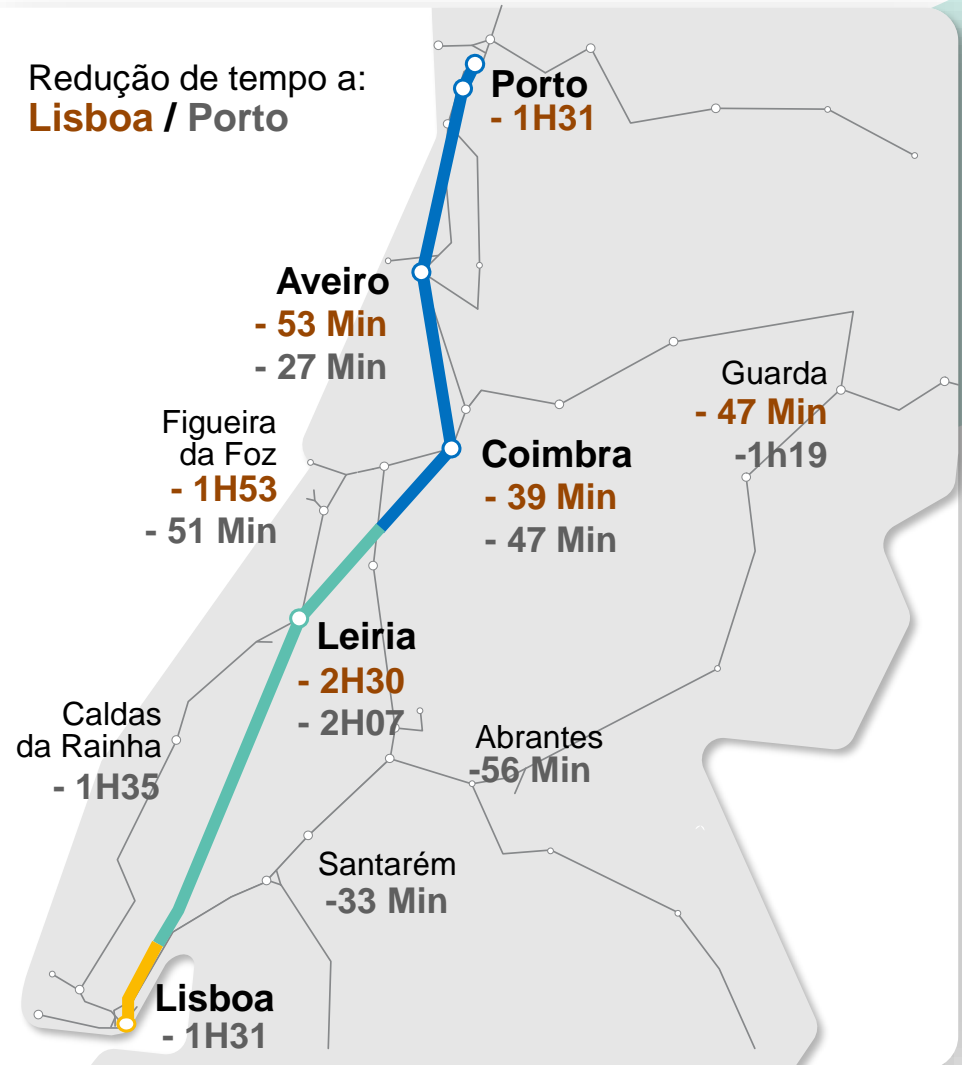 Redução de tempo a:
Lisboa / Porto
Porto
- 1H31
Aveiro
- 53 Min
- 27 Min
Guarda
- 47 Min
-1h19
Figueira
da Foz
- 1H53
- 51 Min
Coimbra
- 39 Min
- 47 Min
Leiria
- 2H30
- 2H07
Caldas
da Rainha
- 1H35
Abrantes
-56 Min
Santarém
-33 Min
Lisboa
- 1H31